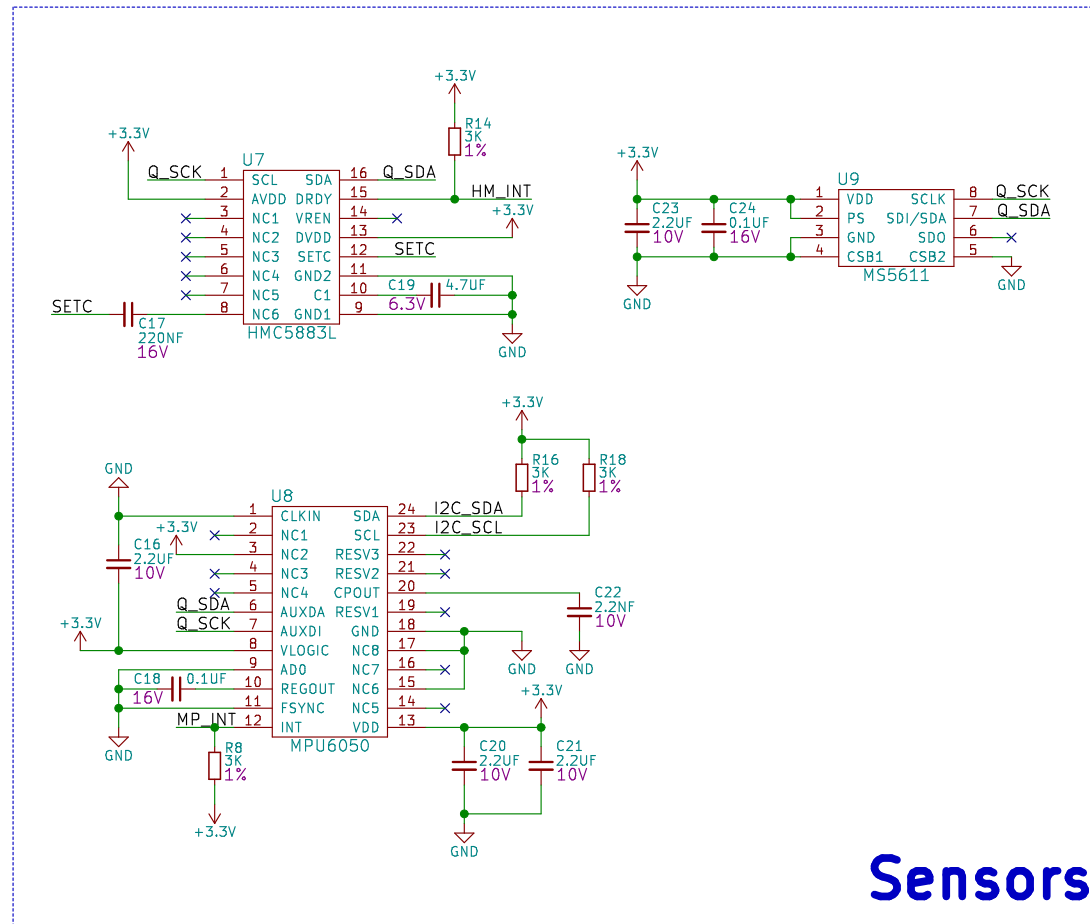 +3.3V
R14
3K
1%
+3.3V
U7
Q_SCK 1 SCL SDA 16 Q_SDA
2 AVDD DRDY 15 HM_INT
3 NC1 VREN 14 +3.3V
4 NC2 DVDD 13
5 NC3 SETC 12 SETC
6 NC4 GND2 11
7 NC5 C1 10 C19 4.7UF
6.3V
SETC 8 NC6 GND1 9
C17
220NF
16V
HMC5883L
GND
+3.3V
U9
C23
2.2UF
10V
C24
0.1UF
16V
1 VDD SCLK 8 Q_SCK
2 PS SDI/SDA 7 Q_SDA
3 GND SDO 6
4 CSB1 CSB2 5
MS5611
GND
GND
+3.3V
R16
3K
1%
R18
3K
1%
GND
U8
1 CLKIN SDA 24 I2C_SDA
+3.3V 2 NC1 SCL 23 I2C_SCL
3 NC2 RESV3 22
C16
2.2UF
10V
4 NC3 RESV2 21
5 NC4 CPOUT 20
C22
2.2NF
10V
Q_SDA 6 AUXDA RESV1 19
Q_SCK 7 AUXDI GND 18
+3.3V
8 VLOGIC NC8 17
GND
GND
9 AD0 NC7 16
C18 0.1UF 10 REGOUT NC6 15
16V
+3.3V
11 FSYNC NC5 14
MP_INT 12 INT VDD 13
MPU6050
GND
R8
3K
1%
+3.3V
C20
2.2UF
10V
C21
2.2UF
10V
GND
Sensors